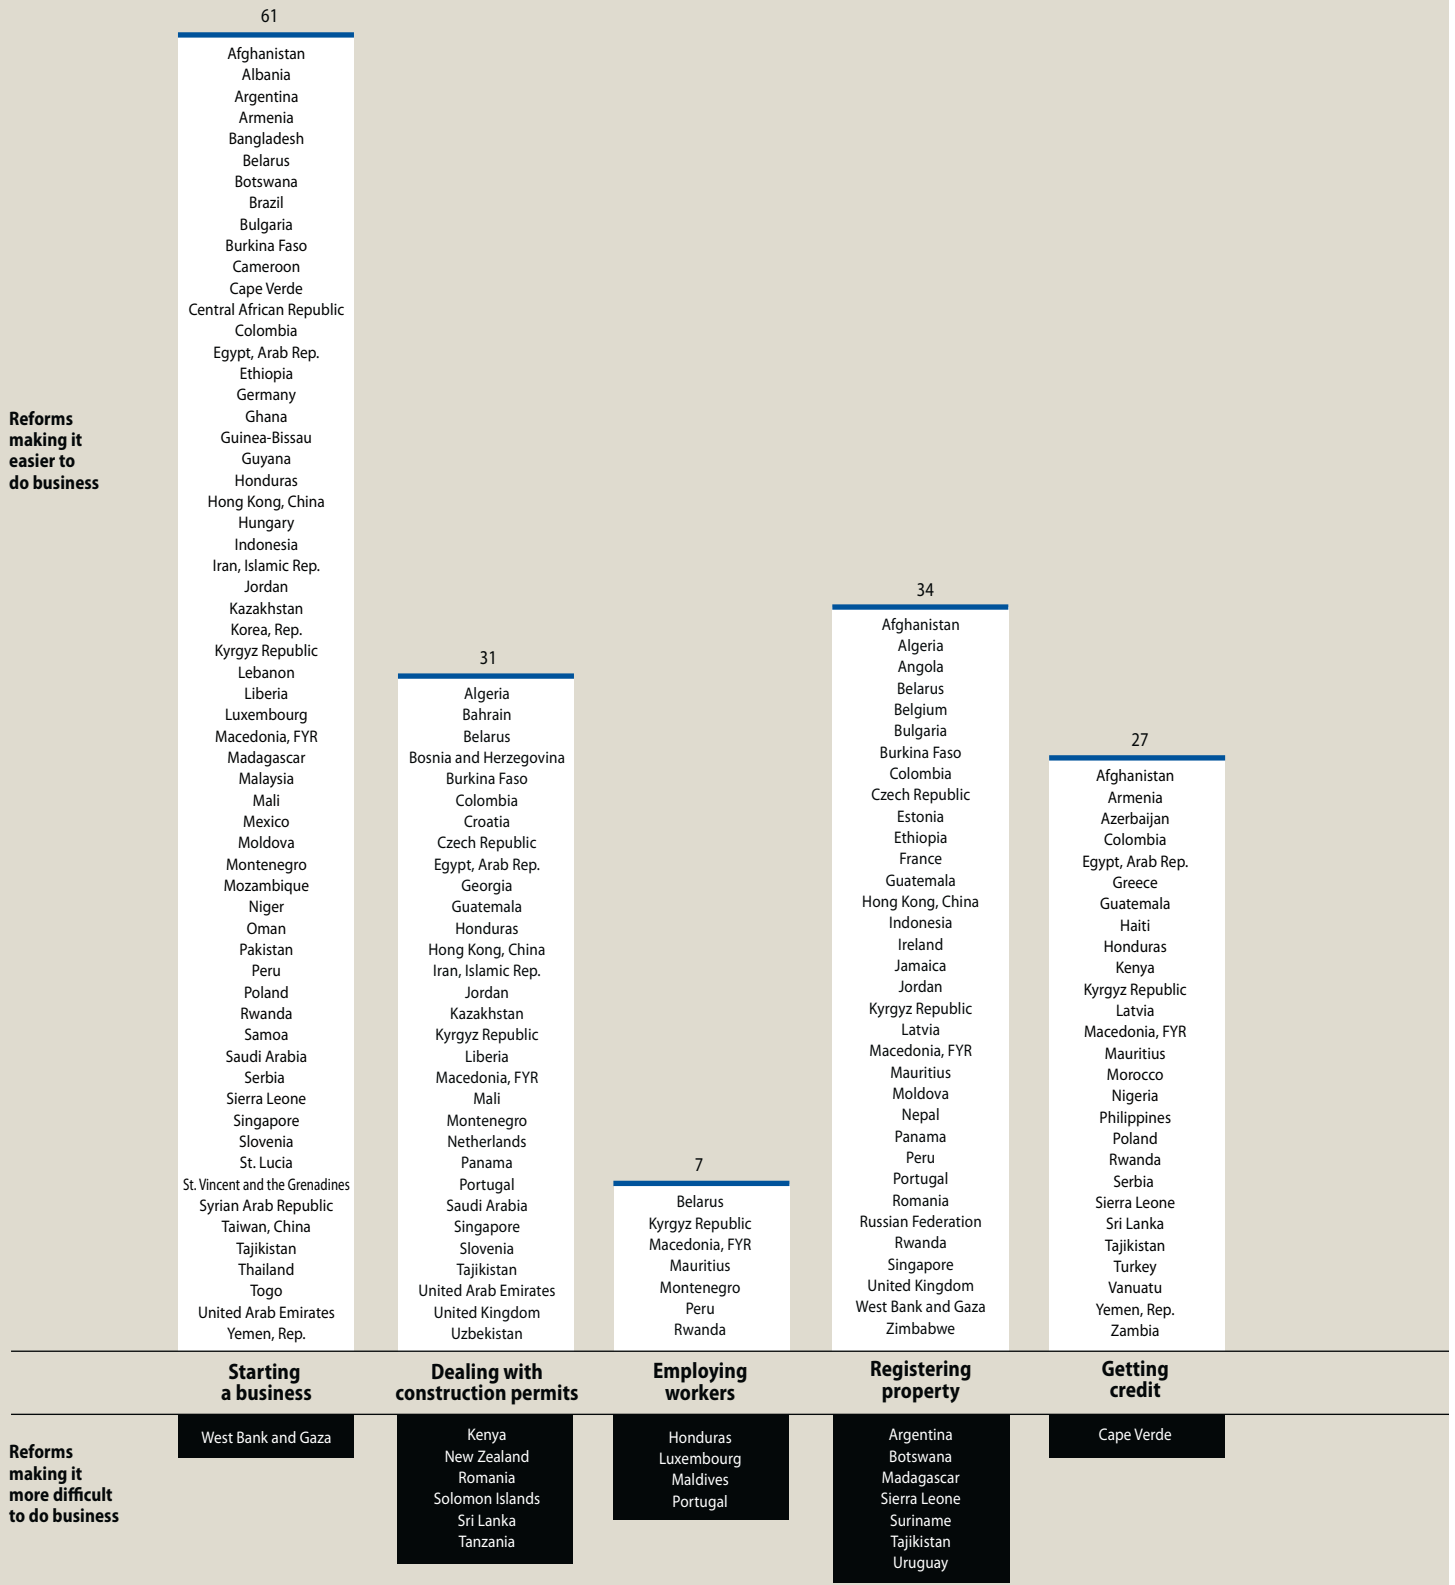 61
Afghanistan
Albania
Argentina
Armenia
Bangladesh
Belarus
Botswana
Brazil
Bulgaria
Burkina Faso
Cameroon
Cape Verde
Central African Republic
Colombia
Egypt, Arab Rep.
Ethiopia
Germany
Ghana
Guinea-Bissau
Guyana
Honduras
Hong Kong, China
Hungary
Indonesia
Iran, Islamic Rep.
Jordan
Kazakhstan
Korea, Rep.
Kyrgyz Republic
Lebanon
Liberia
Luxembourg
Macedonia, FYR
Madagascar
Malaysia
Mali
Mexico
Moldova
Montenegro
Mozambique
Niger
Oman
Pakistan
Peru
Poland
Rwanda
Samoa
Saudi Arabia
Serbia
Sierra Leone
Singapore
Slovenia
St. Lucia
St. Vincent and the Grenadines
Syrian Arab Republic
Taiwan, China
Tajikistan
Thailand
Togo
United Arab Emirates
Yemen, Rep.
Reforms
making it
easier to
do business
31
Algeria
Bahrain
Belarus
Bosnia and Herzegovina
Burkina Faso
Colombia
Croatia
Czech Republic
Egypt, Arab Rep.
Georgia
Guatemala
Honduras
Hong Kong, China
Iran, Islamic Rep.
Jordan
Kazakhstan
Kyrgyz Republic
Liberia
Macedonia, FYR
Mali
Montenegro
Netherlands
Panama
Portugal
Saudi Arabia
Singapore
Slovenia
Tajikistan
United Arab Emirates
United Kingdom
Uzbekistan
7
Belarus
Kyrgyz Republic
Macedonia, FYR
Mauritius
Montenegro
Peru
Rwanda
34
Afghanistan
Algeria
Angola
Belarus
Belgium
Bulgaria
Burkina Faso
Colombia
Czech Republic
Estonia
Ethiopia
France
Guatemala
Hong Kong, China
Indonesia
Ireland
Jamaica
Jordan
Kyrgyz Republic
Latvia
Macedonia, FYR
Mauritius
Moldova
Nepal
Panama
Peru
Portugal
Romania
Russian Federation
Rwanda
Singapore
United Kingdom
West Bank and Gaza
Zimbabwe
27
Afghanistan
Armenia
Azerbaijan
Colombia
Egypt, Arab Rep.
Greece
Guatemala
Haiti
Honduras
Kenya
Kyrgyz Republic
Latvia
Macedonia, FYR
Mauritius
Morocco
Nigeria
Philippines
Poland
Rwanda
Serbia
Sierra Leone
Sri Lanka
Tajikistan
Turkey
Vanuatu
Yemen, Rep.
Zambia
Starting
a business
Dealing with
construction permits
Employing
workers
Registering
property
Getting
credit
Reforms
making it
more difficult
to do business
West Bank and Gaza
Kenya
New Zealand
Romania
Solomon Islands
Sri Lanka
Tanzania
Honduras
Luxembourg
Maldives
Portugal
Argentina
Botswana
Madagascar
Sierra Leone
Suriname
Tajikistan
Uruguay
Cape Verde